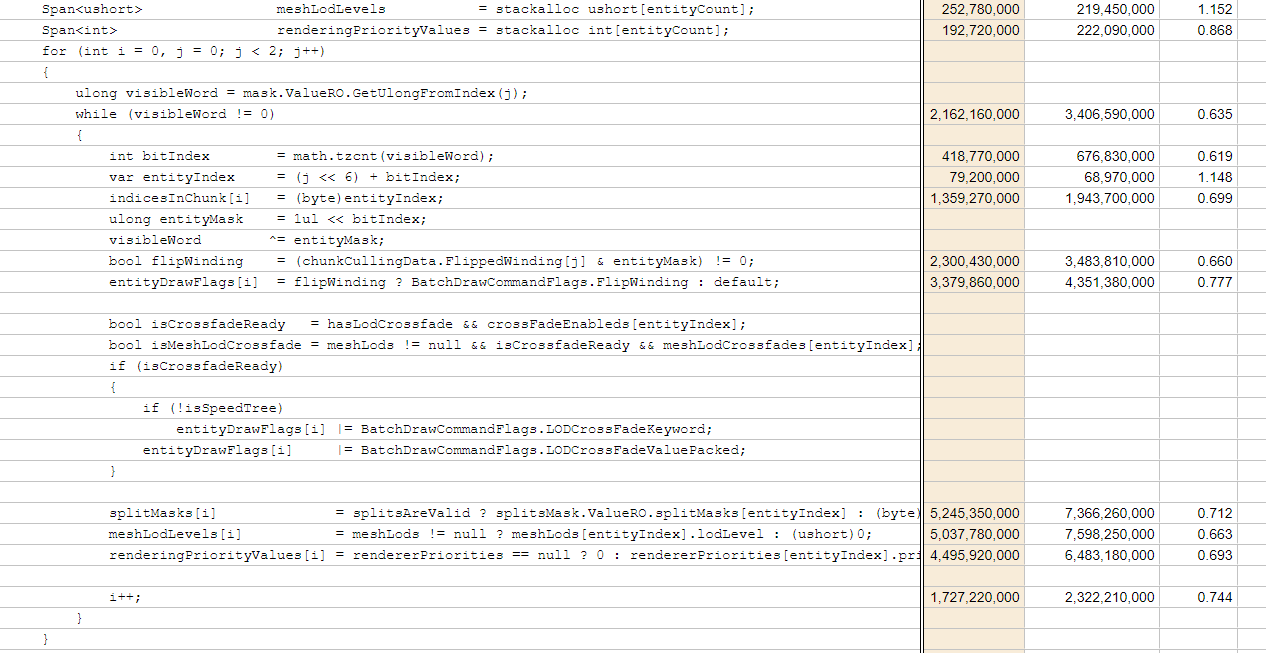 Span<ushort> meshLodLevels = stackalloc ushort[entityCount]; 252,780,000 219,450,000 1.152
Span<int> renderingPriorityValues = stackalloc int[entityCount]; 192,720,000 222,090,000 0.868
for (int i = 0, j = 0; j < 2; j++)
{
ulong visibleWord = mask.ValueRO.GetUlongFromIndex(j);
while (visibleWord != 0) 2,162,160,000 3,406,590,000 0.635
{
int bitIndex = math.tzcnt(visibleWord); 418,770,000 676,830,000 0.619
var entityIndex = (j << 6) + bitIndex; 79,200,000 68,970,000 1.148
indicesInChunk[i] = (byte)entityIndex; 1,359,270,000 1,943,700,000 0.699
ulong entityMask = 1ul << bitIndex;
visibleWord ^= entityMask;
bool flipWinding = (chunkCullingData.FlippedWinding[j] & entityMask) != 0; 2,300,430,000 3,483,810,000 0.660
entityDrawFlags[i] = flipWinding ? BatchDrawCommandFlags.FlipWinding : default; 3,379,860,000 4,351,380,000 0.777
bool isCrossfadeReady = hasLodCrossfade && crossFadeEnableds[entityIndex];
bool isMeshLodCrossfade = meshLods != null && isCrossfadeReady && meshLodCrossfades[entityIndex];
if (isCrossfadeReady)
{
if (!isSpeedTree)
entityDrawFlags[i] |= BatchDrawCommandFlags.LODCrossFadeKeyword;
entityDrawFlags[i] |= BatchDrawCommandFlags.LODCrossFadeValuePacked;
}
splitMasks[i] = splitsAreValid ? splitsMask.ValueRO.splitMasks[entityIndex] : (byte) 5,245,350,000 7,366,260,000 0.712
meshLodLevels[i] = meshLods != null ? meshLods[entityIndex].lodLevel : (ushort)0; 5,037,780,000 7,598,250,000 0.663
renderingPriorityValues[i] = rendererPriorities == null ? 0 : rendererPriorities[entityIndex].pri 4,495,920,000 6,483,180,000 0.693
i++; 1,727,220,000 2,322,210,000 0.744
}
}